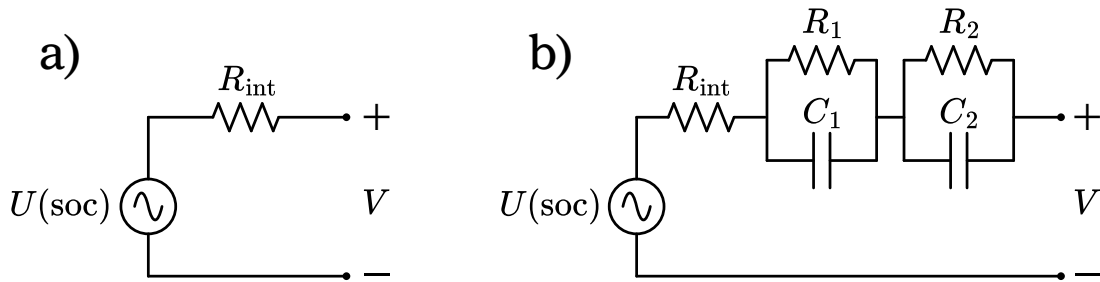 a)
R_int
+
U(soc)
V
−
b)
R_int
R_1
C_1
R_2
C_2
+
U(soc)
V
−